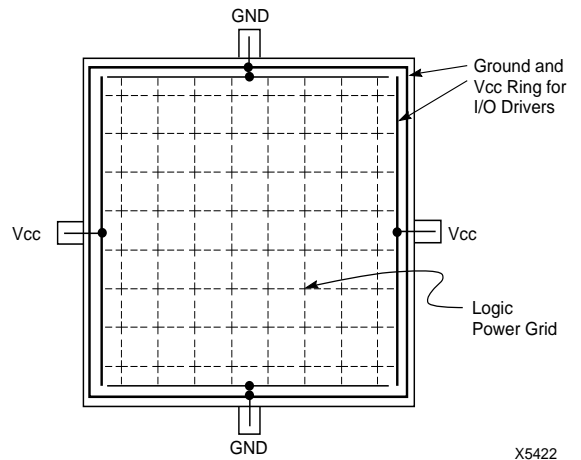 GND
Ground and
Vcc Ring for
I/O Drivers
Vcc
Vcc
Logic
Power Grid
GND
X5422